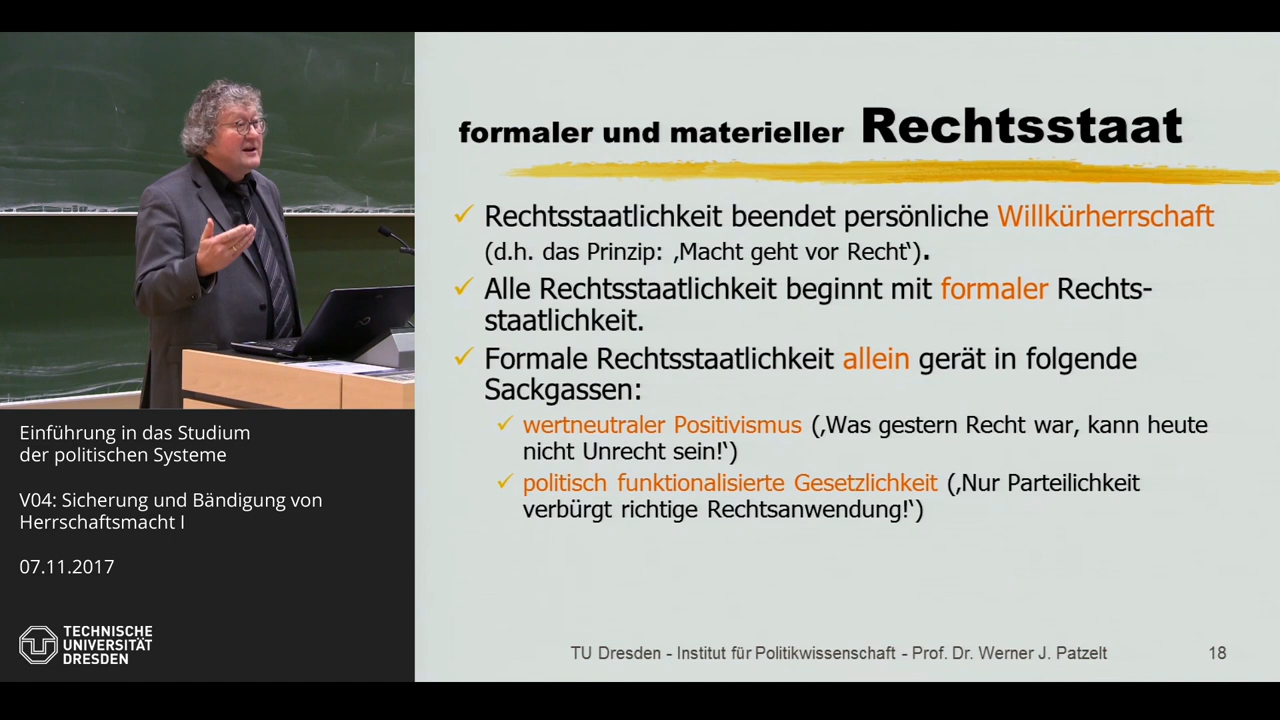 formaler und materieller Rechtsstaat
Rechtsstaatlichkeit beendet persönliche Willkürherrschaft
(d.h. das Prinzip: ‚Macht geht vor Recht‘).
Alle Rechtsstaatlichkeit beginnt mit formaler Rechts-
staatlichkeit.
Formale Rechtsstaatlichkeit allein gerät in folgende
Sackgassen:
wertneutraler Positivismus (‚Was gestern Recht war, kann heute
nicht Unrecht sein!‘)
politisch funktionalisierte Gesetzlichkeit (‚Nur Parteilichkeit
verbürgt richtige Rechtsanwendung!‘)
TU Dresden - Institut für Politikwissenschaft - Prof. Dr. Werner J. Patzelt
18
Einführung in das Studium
der politischen Systeme
V04: Sicherung und Bändigung von
Herrschaftsmacht I
07.11.2017
TECHNISCHE
UNIVERSITÄT
DRESDEN